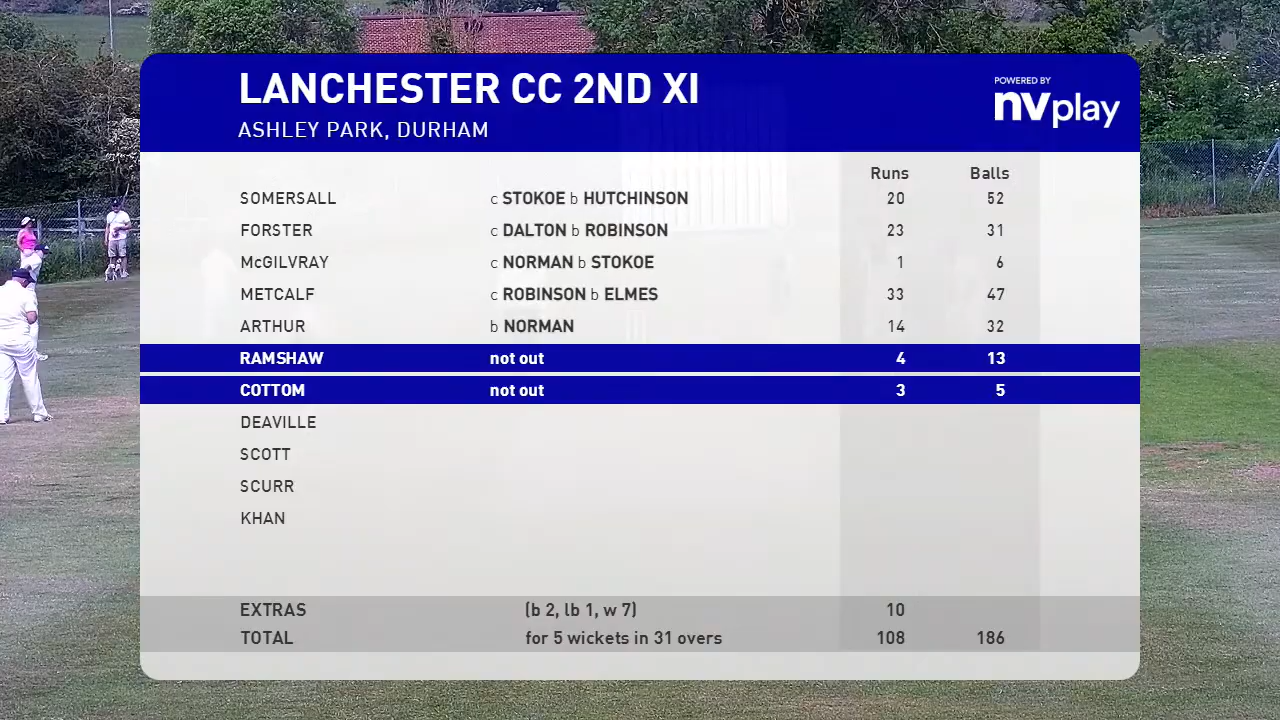 LANCHESTER CC 2ND XI
ASHLEY PARK, DURHAM
POWERED BY
nvplay
Runs Balls
SOMERSALL c STOKOE b HUTCHINSON 20 52
FORSTER c DALTON b ROBINSON 23 31
McGILVRAY c NORMAN b STOKOE 1 6
METCALF c ROBINSON b ELMES 33 47
ARTHUR b NORMAN 14 32
RAMSHAW not out 4 13
COTTOM not out 3 5
DEAVILLE
SCOTT
SCURR
KHAN
EXTRAS (b 2, lb 1, w 7) 10
TOTAL for 5 wickets in 31 overs 108 186